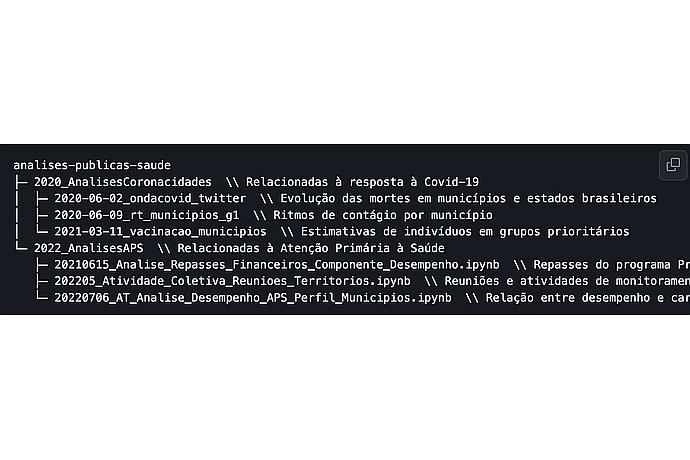 analises-publicas-saude
├─ 2020_AnalisesCoronacidades  \\ Relacionadas à resposta à Covid-19
│  ├─ 2020-06-02_ondacovid_twitter  \\ Evolução das mortes em municípios e estados brasileiros
│  ├─ 2020-06-09_rt_municipios_g1  \\ Ritmos de contágio por município
│  └─ 2021-03-11_vacinacao_municipios  \\ Estimativas de indivíduos em grupos prioritários
└─ 2022_AnalisesAPS  \\ Relacionadas à Atenção Primária à Saúde
   ├─ 20210615_Analise_Repasses_Financeiros_Componente_Desempenho.ipynb  \\ Repasses do programa Pr
   ├─ 202205_Atividade_Coletiva_Reunioes_Territorios.ipynb  \\ Reuniões e atividades de monitoramen
   └─ 20220706_AT_Analise_Desempenho_APS_Perfil_Municipios.ipynb  \\ Relação entre desempenho e car